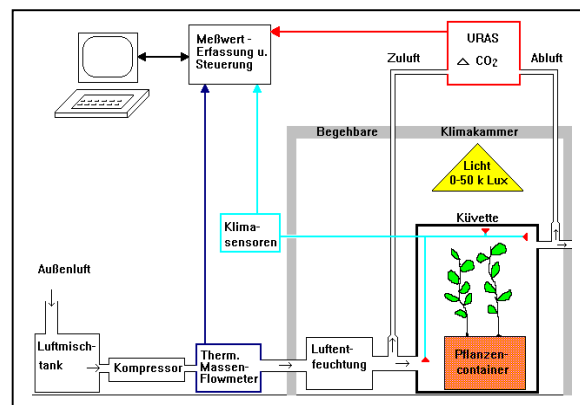 Meßwert -
Erfassung u.
Steuerung
URAS
△ CO2
Zuluft
Abluft
Begehbare
Klimakammer
Licht
0-50 k Lux
Klima-
sensoren
Küvette
Außenluft
Luftmisch-
tank
Kompressor
Therm.
Massen-
Flowmeter
Luftent-
feuchtung
Pflanzen-
container